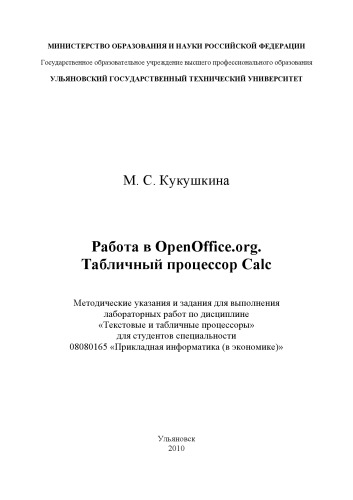 МИНИСТЕРСТВО ОБРАЗОВАНИЯ И НАУКИ РОССИЙСКОЙ ФЕДЕРАЦИИ
Государственное образовательное учреждение высшего профессионального образования
УЛЬЯНОВСКИЙ ГОСУДАРСТВЕННЫЙ ТЕХНИЧЕСКИЙ УНИВЕРСИТЕТ
М. С. Кукушкина
Работа в OpenOffice.org.
Табличный процессор Calc
Методические указания и задания для выполнения
лабораторных работ по дисциплине
«Текстовые и табличные процессоры»
для студентов специальности
08080165 «Прикладная информатика (в экономике)»
Ульяновск
2010